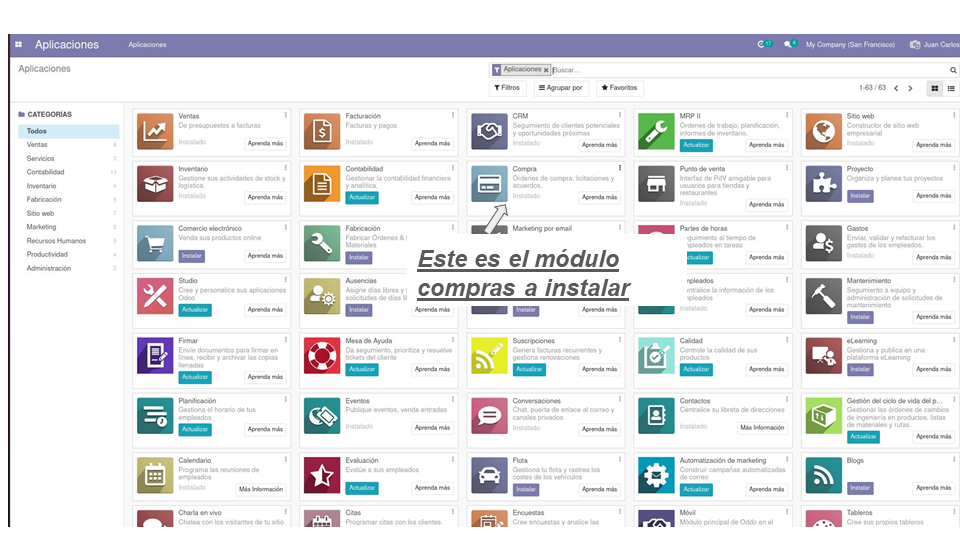 Aplicaciones
Aplicaciones
17
4
My Company (San Francisco)
Juan Carlos
Aplicaciones
Aplicaciones
Buscar...
Filtros
Agrupar por
Favoritos
1-63 / 63
CATEGORÍAS
Todos
Ventas 8
Servicios 3
Contabilidad 13
Inventario 4
Fabricación 5
Sitio web 7
Marketing 5
Recursos Humanos 9
Productividad 4
Administración 2
Ventas
De presupuestos a facturas
Instalado
Aprenda más
Facturación
Facturas y pagos
Instalado
Aprenda más
CRM
Seguimiento de clientes potenciales
y oportunidades próximas
Instalado
Aprenda más
MRP II
Ordenes de trabajo, planificación,
informes de inventario.
Actualizar
Aprenda más
Sitio web
Constructor de sitio web
empresarial
Instalado
Aprenda más
Inventario
Gestione sus actividades de stock y
logística.
Instalado
Aprenda más
Contabilidad
Gestionar la contabilidad financiera
y analítica.
Actualizar
Aprenda más
Compra
Órdenes de compra, licitaciones y
acuerdos.
Instalado
Aprenda más
Punto de venta
Interfaz de PdV amigable para
usuarios para tiendas y
restaurantes
Instalado
Aprenda más
Proyecto
Organiza y planea tus proyectos
Instalar
Aprenda más
Comercio electrónico
Venda sus productos online
Instalar
Aprenda más
Fabricación
Fabricar Ordenes &
Materiales
Instalar
Marketing por email
Partes de horas
guimiento al tiempo de
pleados en tareas
ctualizar
Aprenda más
Gastos
Enviar, validar y refacturar los
gastos de los empleados.
Instalar
Aprenda más
Este es el módulo
compras a instalar
Studio
Cree y personalice sus aplicaciones
Odoo
Actualizar
Aprenda más
Ausencias
Asigne días libres y
solicitudes de días li
Instalar
Aprenda más
Instalar
Aprenda más
pleados
ntralice la información de los
pleados
Instalado
Aprenda más
Mantenimiento
Seguimiento a equipo y
administración de solicitudes de
mantenimiento
Instalar
Aprenda más
Firmar
Envíe documentos para firmar en
línea, recibir y archivar las copias
llenadas
Actualizar
Aprenda más
Mesa de Ayuda
Da segumiento, prioritiza y resuelve
tickets del cliente
Actualizar
Aprenda más
Suscripciones
Genera facturas recurrentes y
gestiona renovaciones
Actualizar
Aprenda más
Calidad
Controle la calidad de sus
productos
Actualizar
Aprenda más
eLearning
Gestiona y publica en una
plataforma eLearning
Instalar
Aprenda más
Planificación
Gestiona el horario de tus
empleados
Actualizar
Aprenda más
Eventos
Publique eventos, venda entradas
Instalado
Aprenda más
Conversaciones
Chat, puerta de enlace al correo y
canales privados
Instalado
Aprenda más
Contactos
Centralice su libreta de direcciones
Instalado
Más Información
Gestión del ciclo de vida del p...
Gestionar las órdenes de cambios
de ingeniería en productos, listas
de materiales y rutas.
Actualizar
Aprenda más
Calendario
Programa las reuniones de
empleados
Instalado
Más Información
Evaluación
Evalúe a sus empleados
Actualizar
Aprenda más
Flota
Gestiona tu flota y rastrea los
costes de los vehículos
Instalar
Aprenda más
Automatización de marketing
Construir campañas automatizadas
de correo
Actualizar
Aprenda más
Blogs
Instalar
Aprenda más
Charla en vivo
Chatea con los visitantes de tu sitio
Citas
Programar citas con los clientes.
Encuestas
Cree encuestas y analice las
Móvil
Módulo principal de Odoo en el
Tableros
Cree sus propios tableros